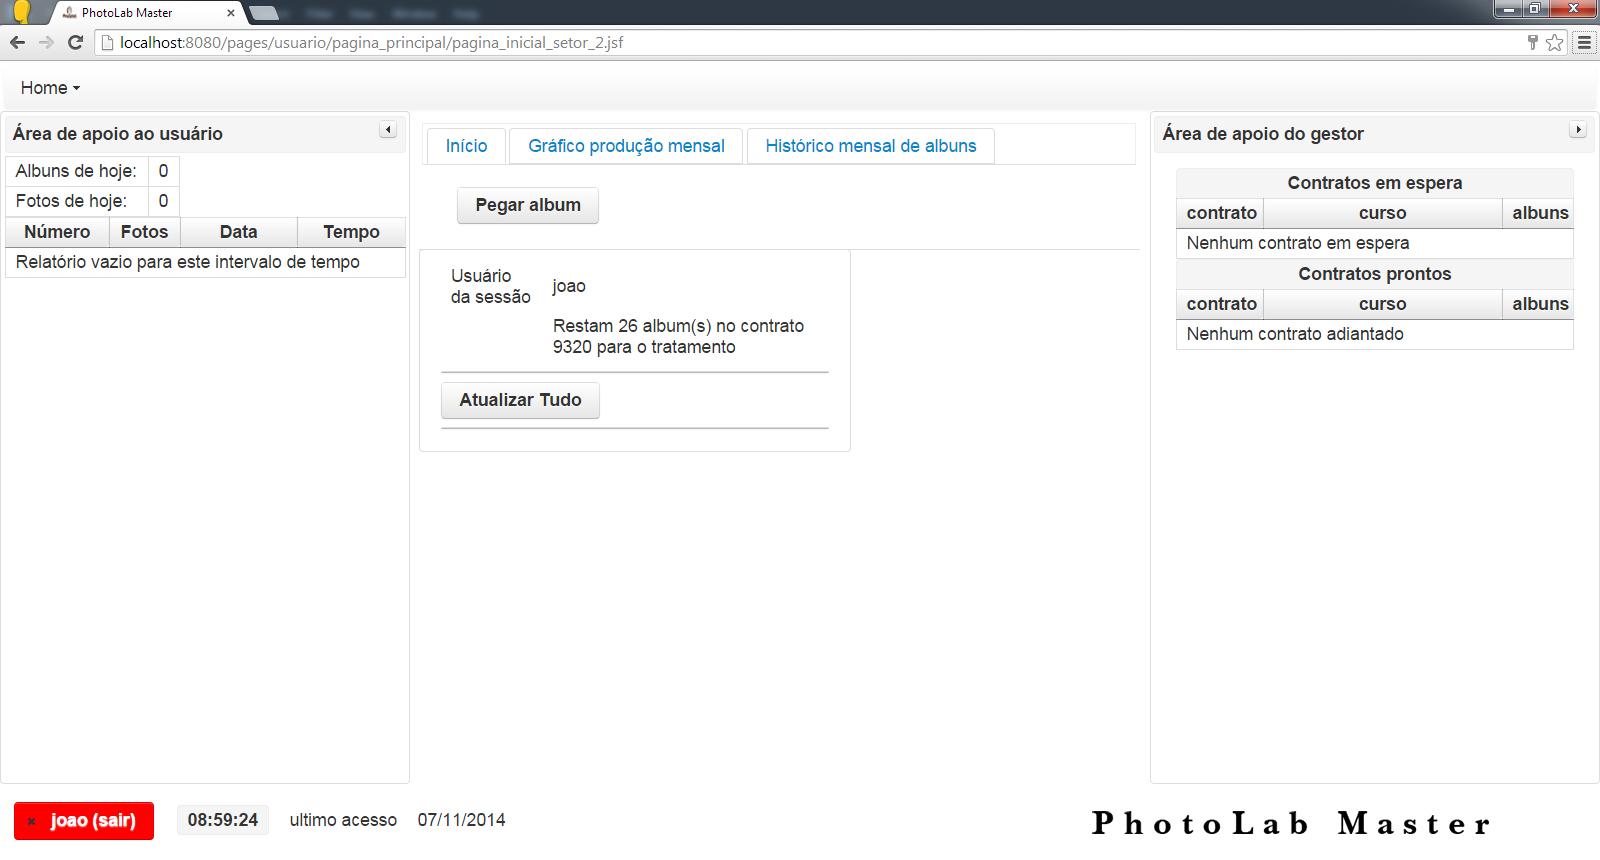 PhotoLab Master
localhost:8080/pages/usuario/pagina_principal/pagina_inicial_setor_2.jsf
Home
Área de apoio ao usuário
Albuns de hoje: 0
Fotos de hoje: 0
Número Fotos Data Tempo
Relatório vazio para este intervalo de tempo
Início Gráfico produção mensal Histórico mensal de albuns
Pegar album
Usuário
da sessão
joao
Restam 26 album(s) no contrato
9320 para o tratamento
Atualizar Tudo
Área de apoio do gestor
Contratos em espera
contrato curso albuns
Nenhum contrato em espera
Contratos prontos
contrato curso albuns
Nenhum contrato adiantado
joao (sair) 08:59:24 ultimo acesso 07/11/2014
PhotoLab Master